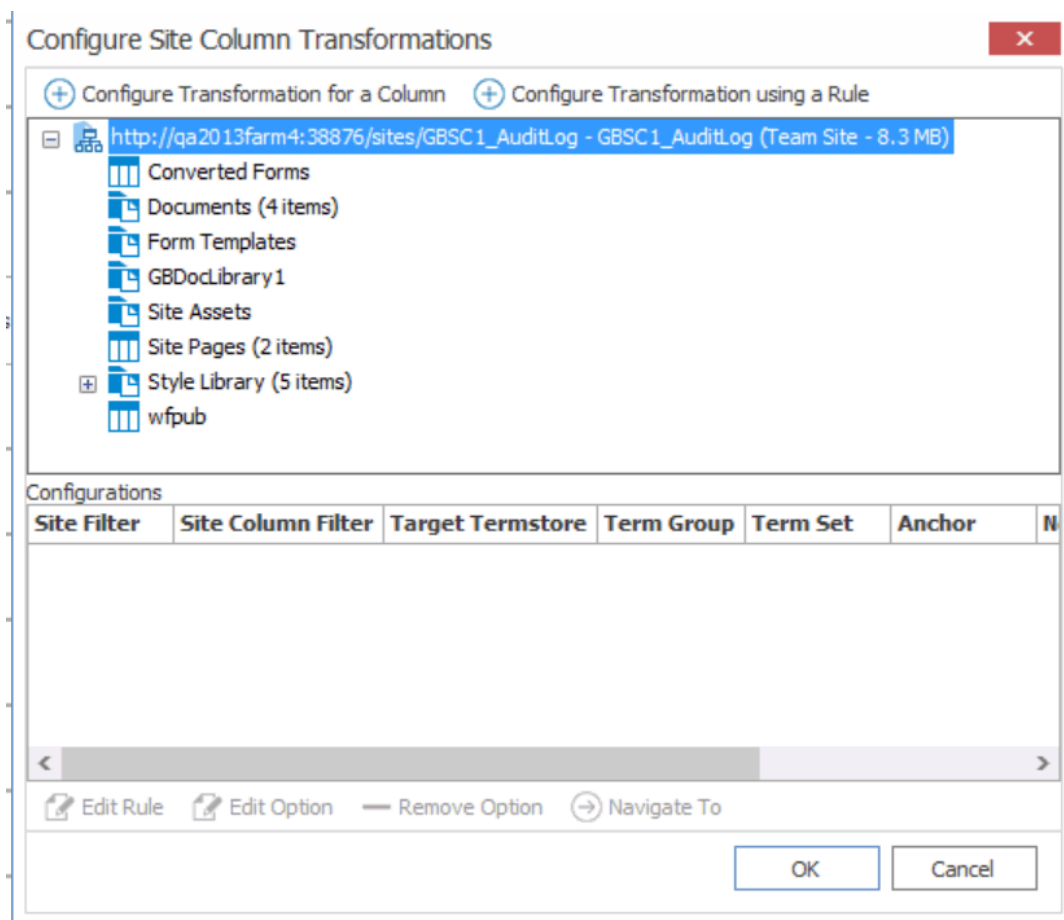 Configure Site Column Transformations
Configure Transformation for a Column Configure Transformation using a Rule
http://qa2013farm4:38876/sites/GBSC1_AuditLog - GBSC1_AuditLog (Team Site - 8.3 MB)
Converted Forms
Documents (4 items)
Form Templates
GBDocLibrary1
Site Assets
Site Pages (2 items)
Style Library (5 items)
wfpub
Configurations
Site Filter Site Column Filter Target Termstore Term Group Term Set Anchor
Edit Rule Edit Option Remove Option Navigate To
OK Cancel